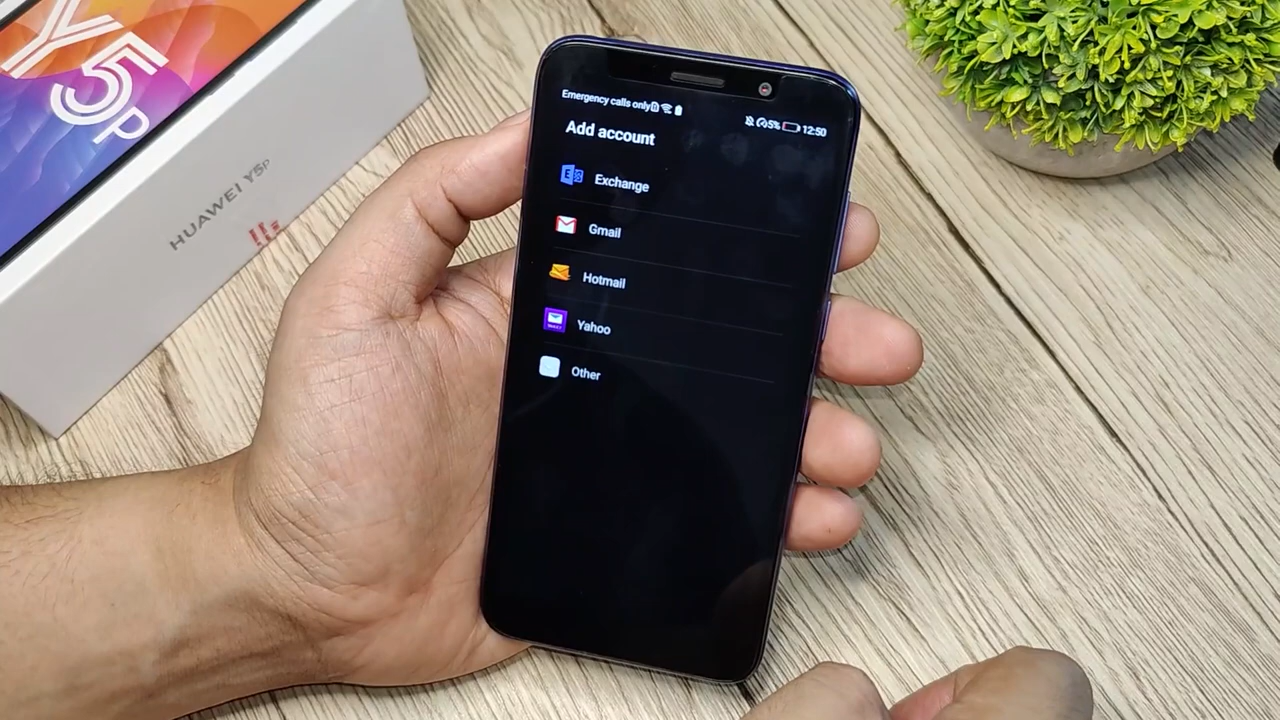 Y5p
HUAWEI Y5p
Emergency calls only
5% 12:50
Add account
Exchange
Gmail
Hotmail
Yahoo
Other